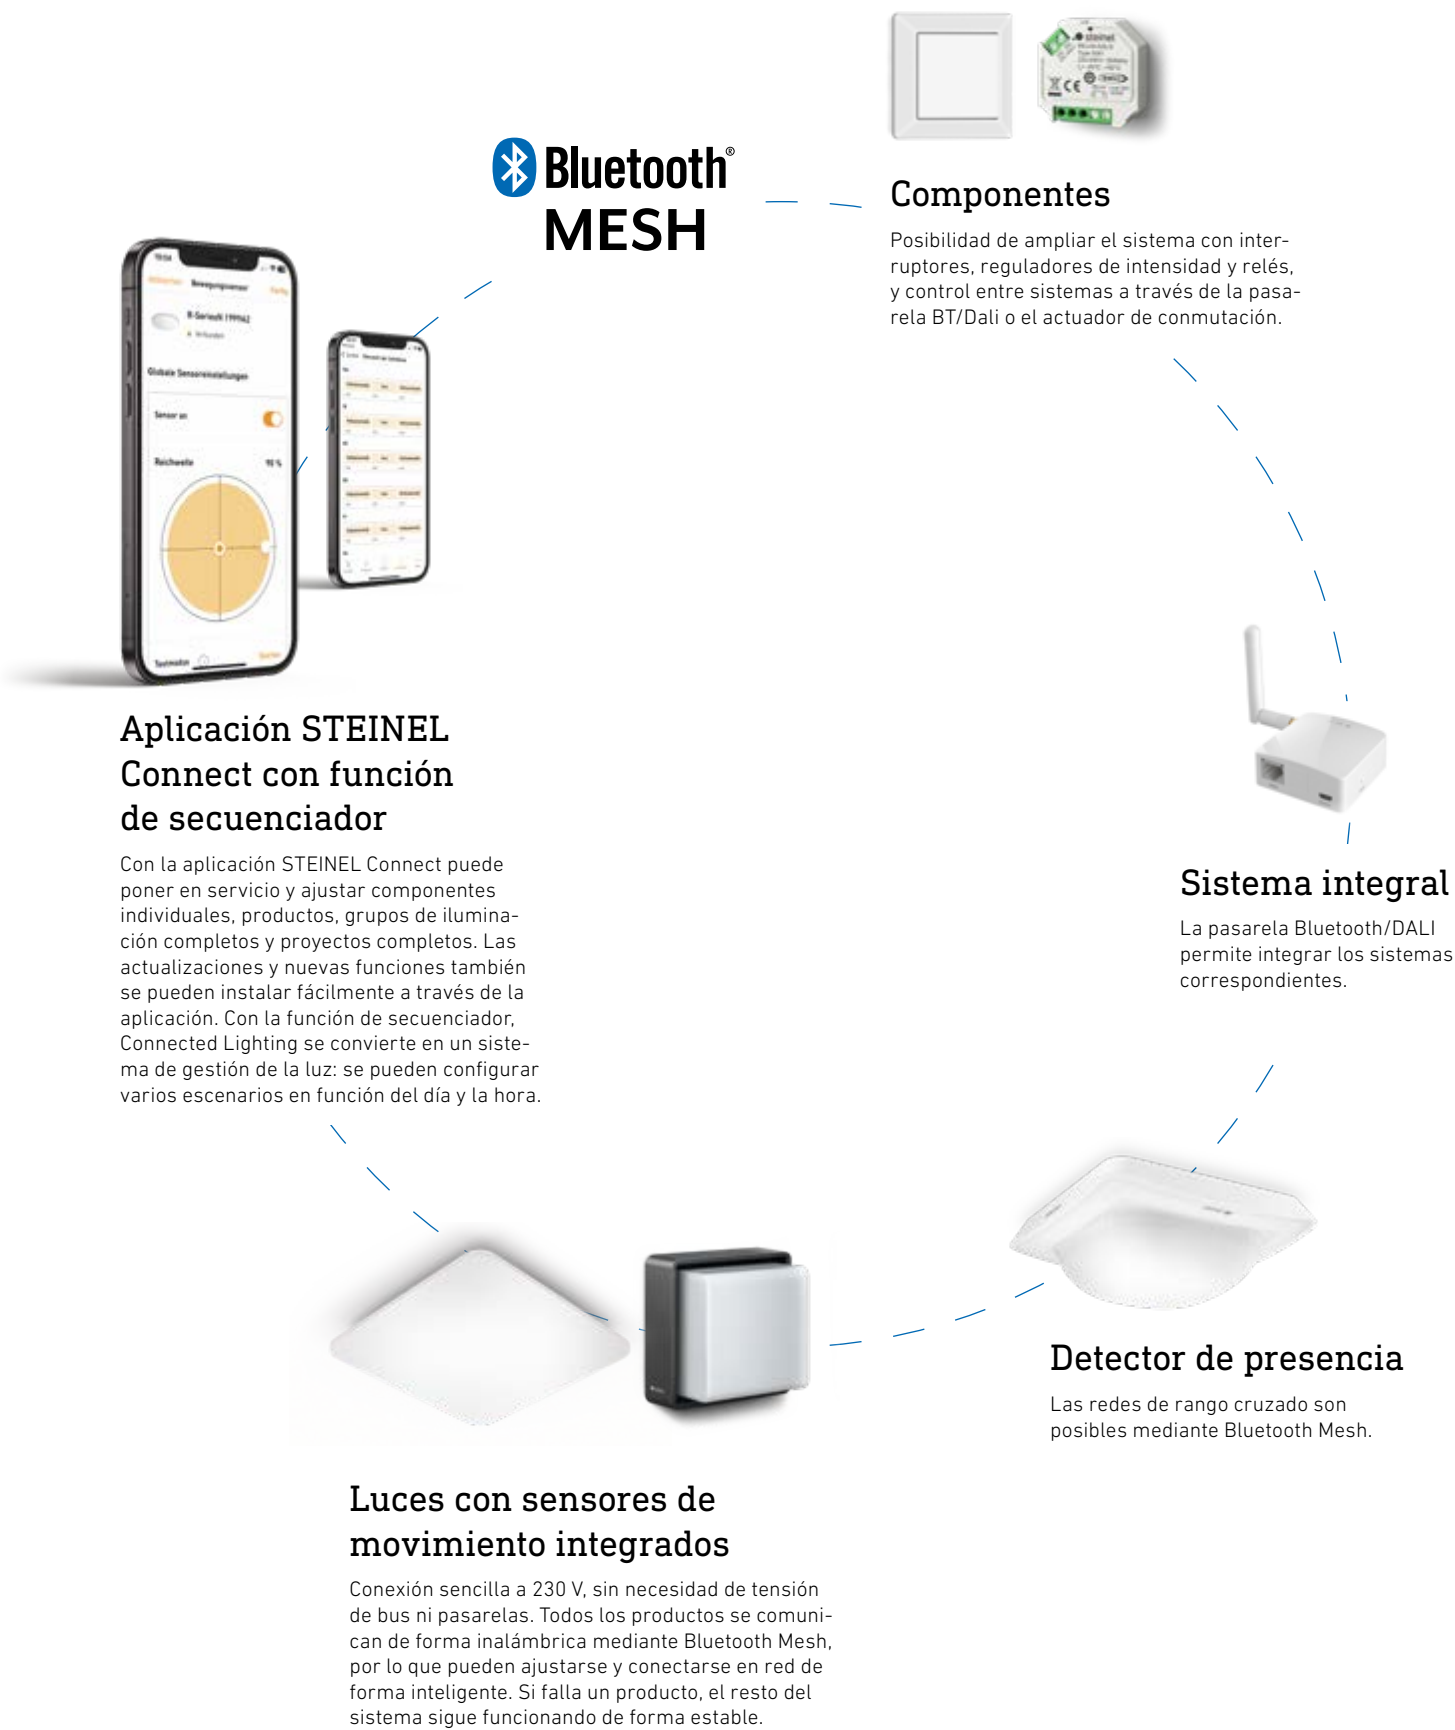 Bluetooth®
MESH
Componentes
Posibilidad de ampliar el sistema con inter-
ruptores, reguladores de intensidad y relés,
y control entre sistemas a través de la pasa-
rela BT/Dali o el actuador de conmutación.
steinel
Bewegungssensor
Globale Sensoreinstellungen
Sensor an
Reichweite 90 %
Testmodus
Aplicación STEINEL
Connect con función
de secuenciador
Con la aplicación STEINEL Connect puede
poner en servicio y ajustar componentes
individuales, productos, grupos de ilumina-
ción completos y proyectos completos. Las
actualizaciones y nuevas funciones también
se pueden instalar fácilmente a través de la
aplicación. Con la función de secuenciador,
Connected Lighting se convierte en un siste-
ma de gestión de la luz: se pueden configurar
varios escenarios en función del día y la hora.
Sistema integral
La pasarela Bluetooth/DALI
permite integrar los sistemas
correspondientes.
Detector de presencia
Las redes de rango cruzado son
posibles mediante Bluetooth Mesh.
Luces con sensores de
movimiento integrados
Conexión sencilla a 230 V, sin necesidad de tensión
de bus ni pasarelas. Todos los productos se comuni-
can de forma inalámbrica mediante Bluetooth Mesh,
por lo que pueden ajustarse y conectarse en red de
forma inteligente. Si falla un producto, el resto del
sistema sigue funcionando de forma estable.